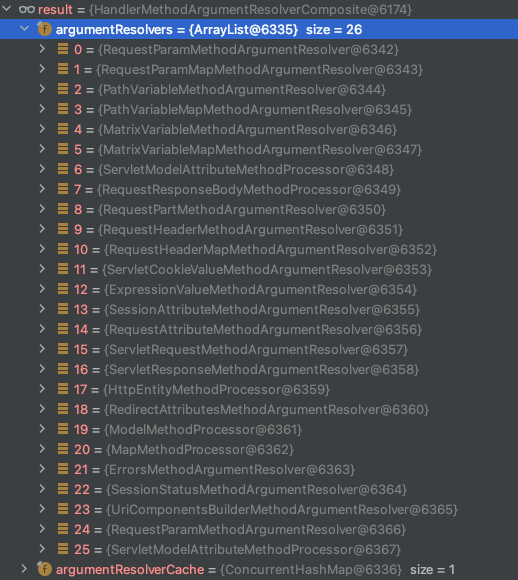 result = {HandlerMethodArgumentResolverComposite@6174}
f argumentResolvers = {ArrayList@6335} size = 26
0 = {RequestParamMethodArgumentResolver@6342}
1 = {RequestParamMapMethodArgumentResolver@6343}
2 = {PathVariableMethodArgumentResolver@6344}
3 = {PathVariableMapMethodArgumentResolver@6345}
4 = {MatrixVariableMethodArgumentResolver@6346}
5 = {MatrixVariableMapMethodArgumentResolver@6347}
6 = {ServletModelAttributeMethodProcessor@6348}
7 = {RequestResponseBodyMethodProcessor@6349}
8 = {RequestPartMethodArgumentResolver@6350}
9 = {RequestHeaderMethodArgumentResolver@6351}
10 = {RequestHeaderMapMethodArgumentResolver@6352}
11 = {ServletCookieValueMethodArgumentResolver@6353}
12 = {ExpressionValueMethodArgumentResolver@6354}
13 = {SessionAttributeMethodArgumentResolver@6355}
14 = {RequestAttributeMethodArgumentResolver@6356}
15 = {ServletRequestMethodArgumentResolver@6357}
16 = {ServletResponseMethodArgumentResolver@6358}
17 = {HttpEntityMethodProcessor@6359}
18 = {RedirectAttributesMethodArgumentResolver@6360}
19 = {ModelMethodProcessor@6361}
20 = {MapMethodProcessor@6362}
21 = {ErrorsMethodArgumentResolver@6363}
22 = {SessionStatusMethodArgumentResolver@6364}
23 = {UriComponentsBuilderMethodArgumentResolver@6365}
24 = {RequestParamMethodArgumentResolver@6366}
25 = {ServletModelAttributeMethodProcessor@6367}
f argumentResolverCache = {ConcurrentHashMap@6336} size = 1